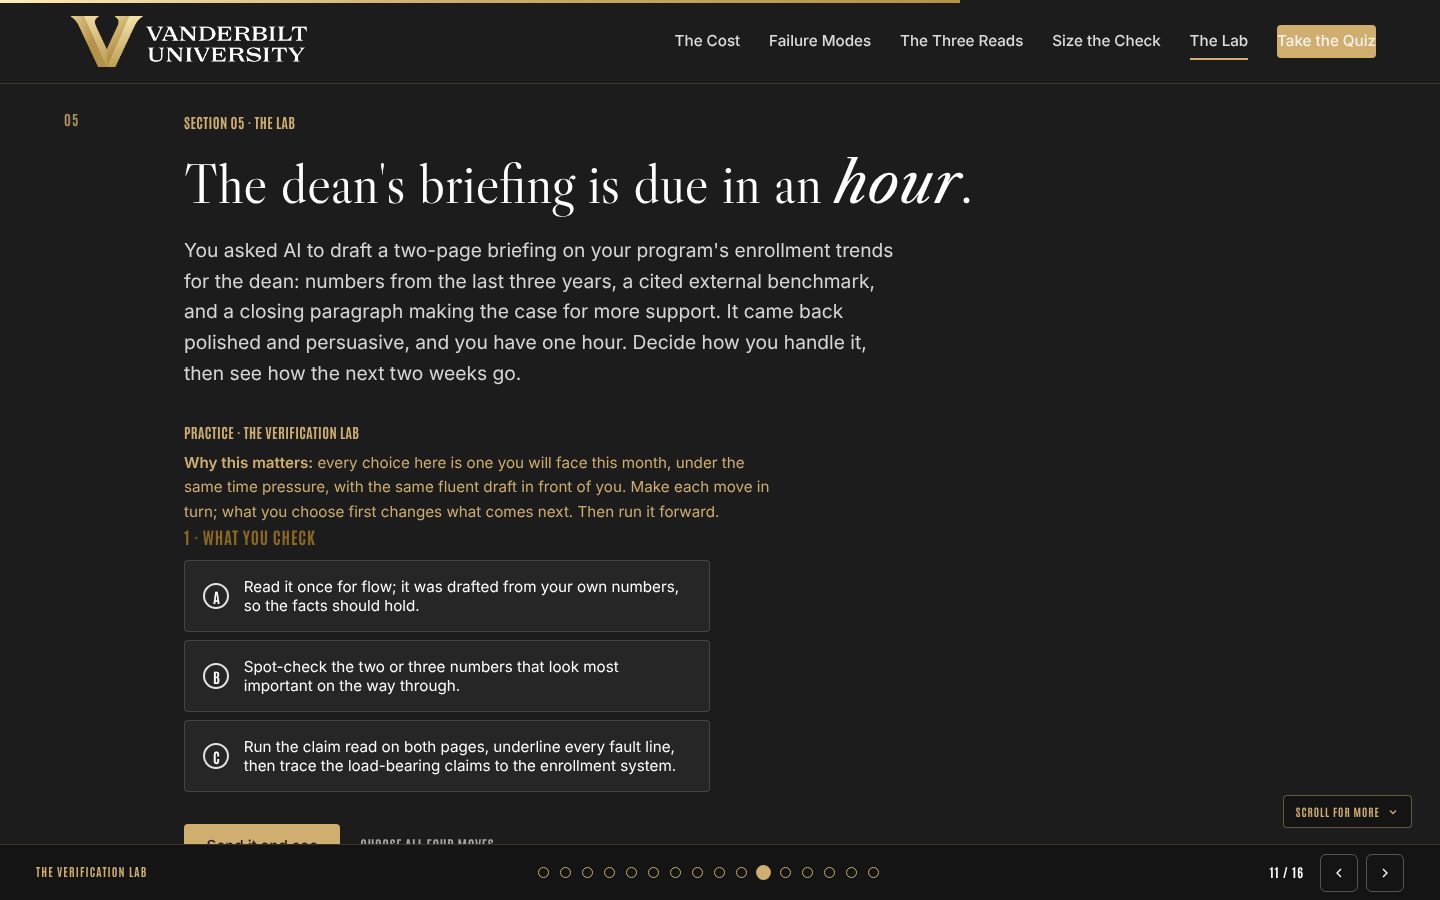 VANDERBILT
UNIVERSITY
The Cost
Failure Modes
The Three Reads
Size the Check
The Lab
Take the Quiz
05
SECTION 05 · THE LAB
The dean's briefing is due in an hour.
You asked AI to draft a two-page briefing on your program's enrollment trends
for the dean: numbers from the last three years, a cited external benchmark,
and a closing paragraph making the case for more support. It came back
polished and persuasive, and you have one hour. Decide how you handle it,
then see how the next two weeks go.
PRACTICE · THE VERIFICATION LAB
Why this matters: every choice here is one you will face this month, under the
same time pressure, with the same fluent draft in front of you. Make each move in
turn; what you choose first changes what comes next. Then run it forward.
1 · WHAT YOU CHECK
A
Read it once for flow; it was drafted from your own numbers,
so the facts should hold.
B
Spot-check the two or three numbers that look most
important on the way through.
C
Run the claim read on both pages, underline every fault line,
then trace the load-bearing claims to the enrollment system.
SCROLL FOR MORE
Send it and see
CHOOSE ALL FOUR MOVES
THE VERIFICATION LAB
11 / 16